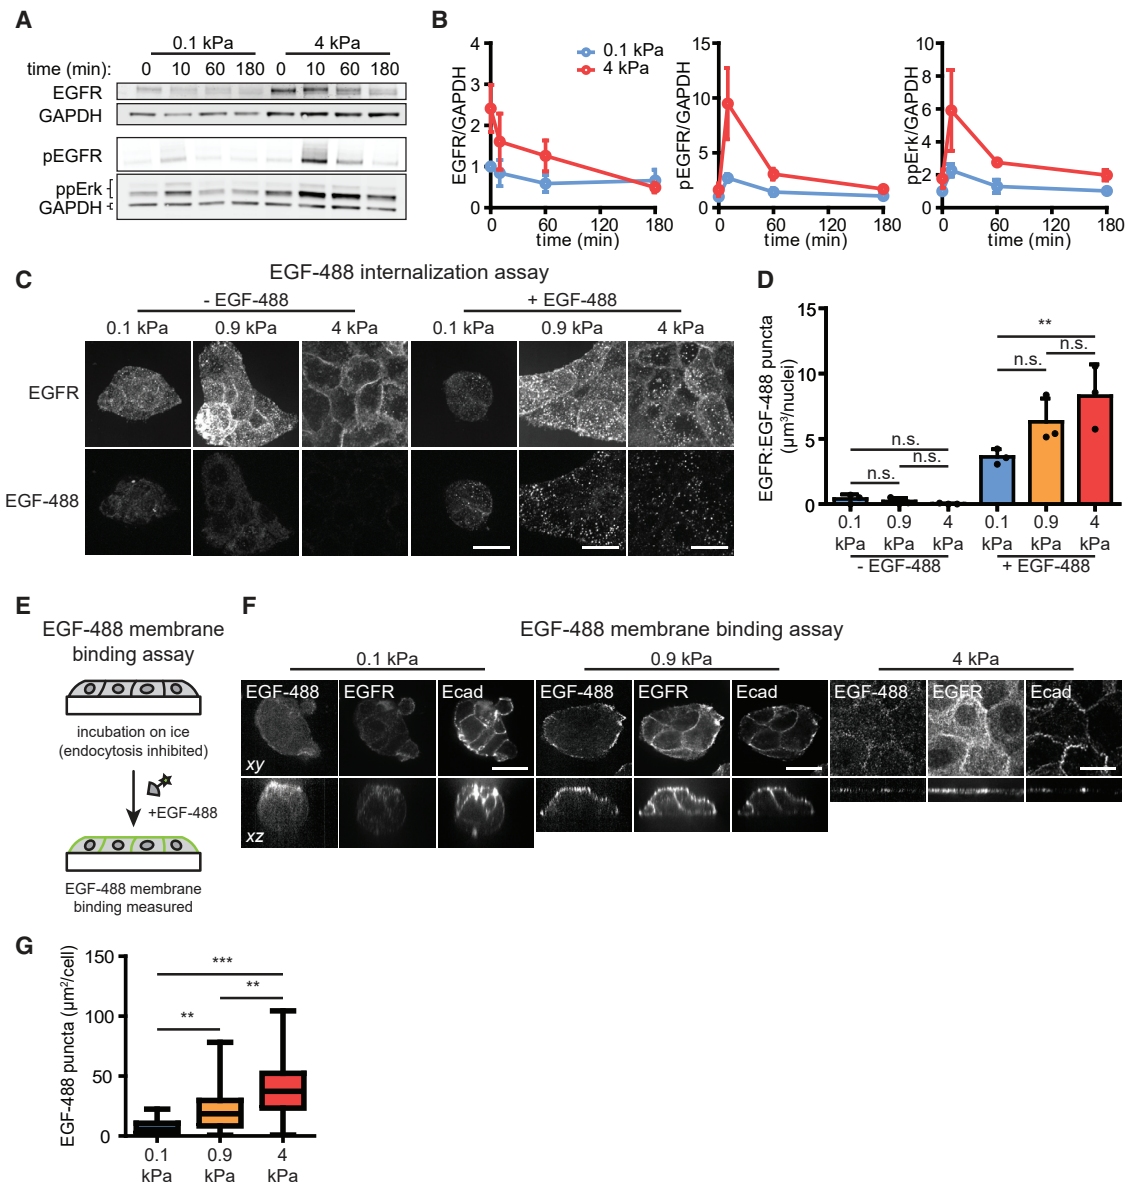 A
0.1 kPa 4 kPa
time (min): 0 10 60 180 0 10 60 180
EGFR
GAPDH
pEGFR
ppErk
GAPDH
B
0.1 kPa
4 kPa
EGFR/GAPDH
4
3
2
1
0
0 60 120 180
time (min)
pEGFR/GAPDH
15
10
5
0
0 60 120 180
time (min)
ppErk/GAPDH
10
8
6
4
2
0
0 60 120 180
time (min)
C
EGF-488 internalization assay
- EGF-488 + EGF-488
0.1 kPa 0.9 kPa 4 kPa 0.1 kPa 0.9 kPa 4 kPa
EGFR
EGF-488
D
EGFR:EGF-488 puncta
(µm³/nuclei)
15
10
5
0
n.s.
n.s.
n.s.
**
n.s.
n.s.
0.1 0.9 4 0.1 0.9 4
kPa kPa kPa kPa kPa kPa
- EGF-488 + EGF-488
E
EGF-488 membrane
binding assay
incubation on ice
(endocytosis inhibited)
+EGF-488
EGF-488 membrane
binding measured
F
EGF-488 membrane binding assay
0.1 kPa 0.9 kPa 4 kPa
EGF-488 EGFR Ecad EGF-488 EGFR Ecad EGF-488 EGFR Ecad
xy
xz
G
EGF-488 puncta (µm²/cell)
150
100
50
0
***
**
**
0.1 0.9 4
kPa kPa kPa